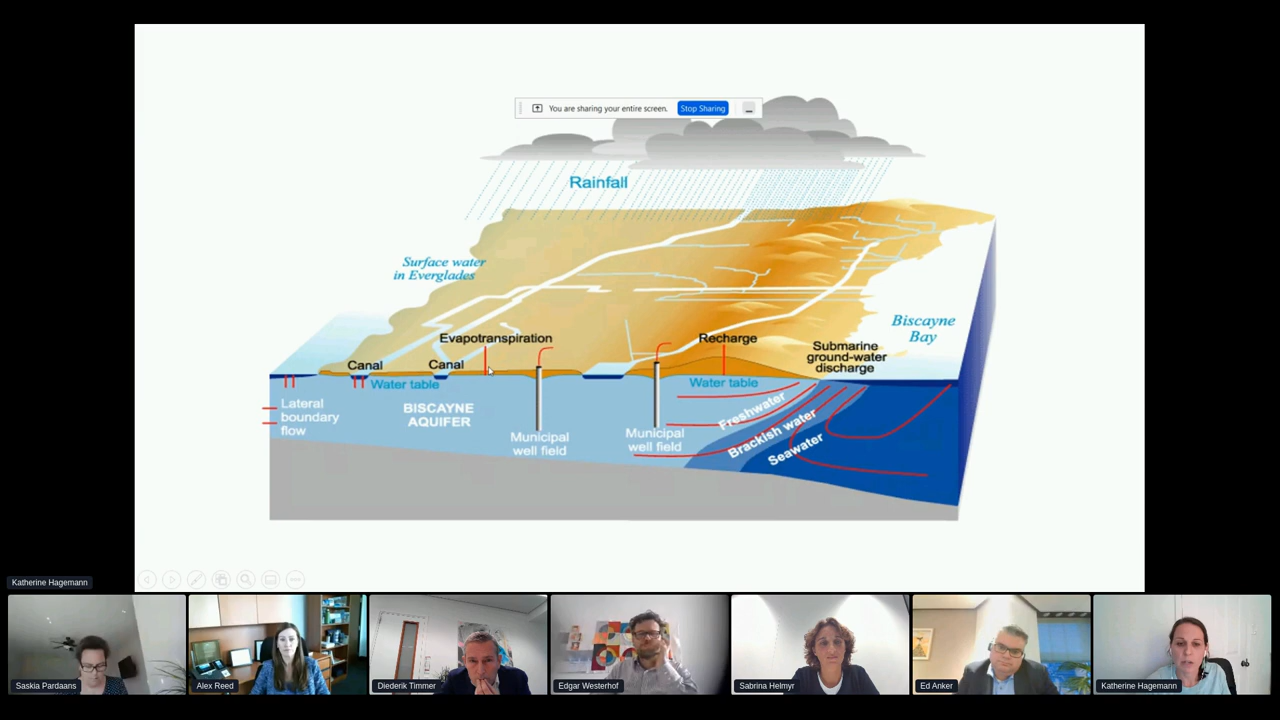 You are sharing your entire screen. Stop Sharing
Rainfall
Surface water
in Everglades
Biscayne
Bay
Evapotranspiration
Recharge
Submarine
ground-water
discharge
Canal
Canal
Water table
Water table
Lateral
boundary
flow
BISCAYNE
AQUIFER
Municipal
well field
Municipal
well field
Freshwater
Brackish water
Seawater
Katherine Hagemann
Saskia Pardaans
Alex Reed
Diederik Timmer
Edgar Westerhof
Sabrina Helmyr
Ed Anker
Katherine Hagemann